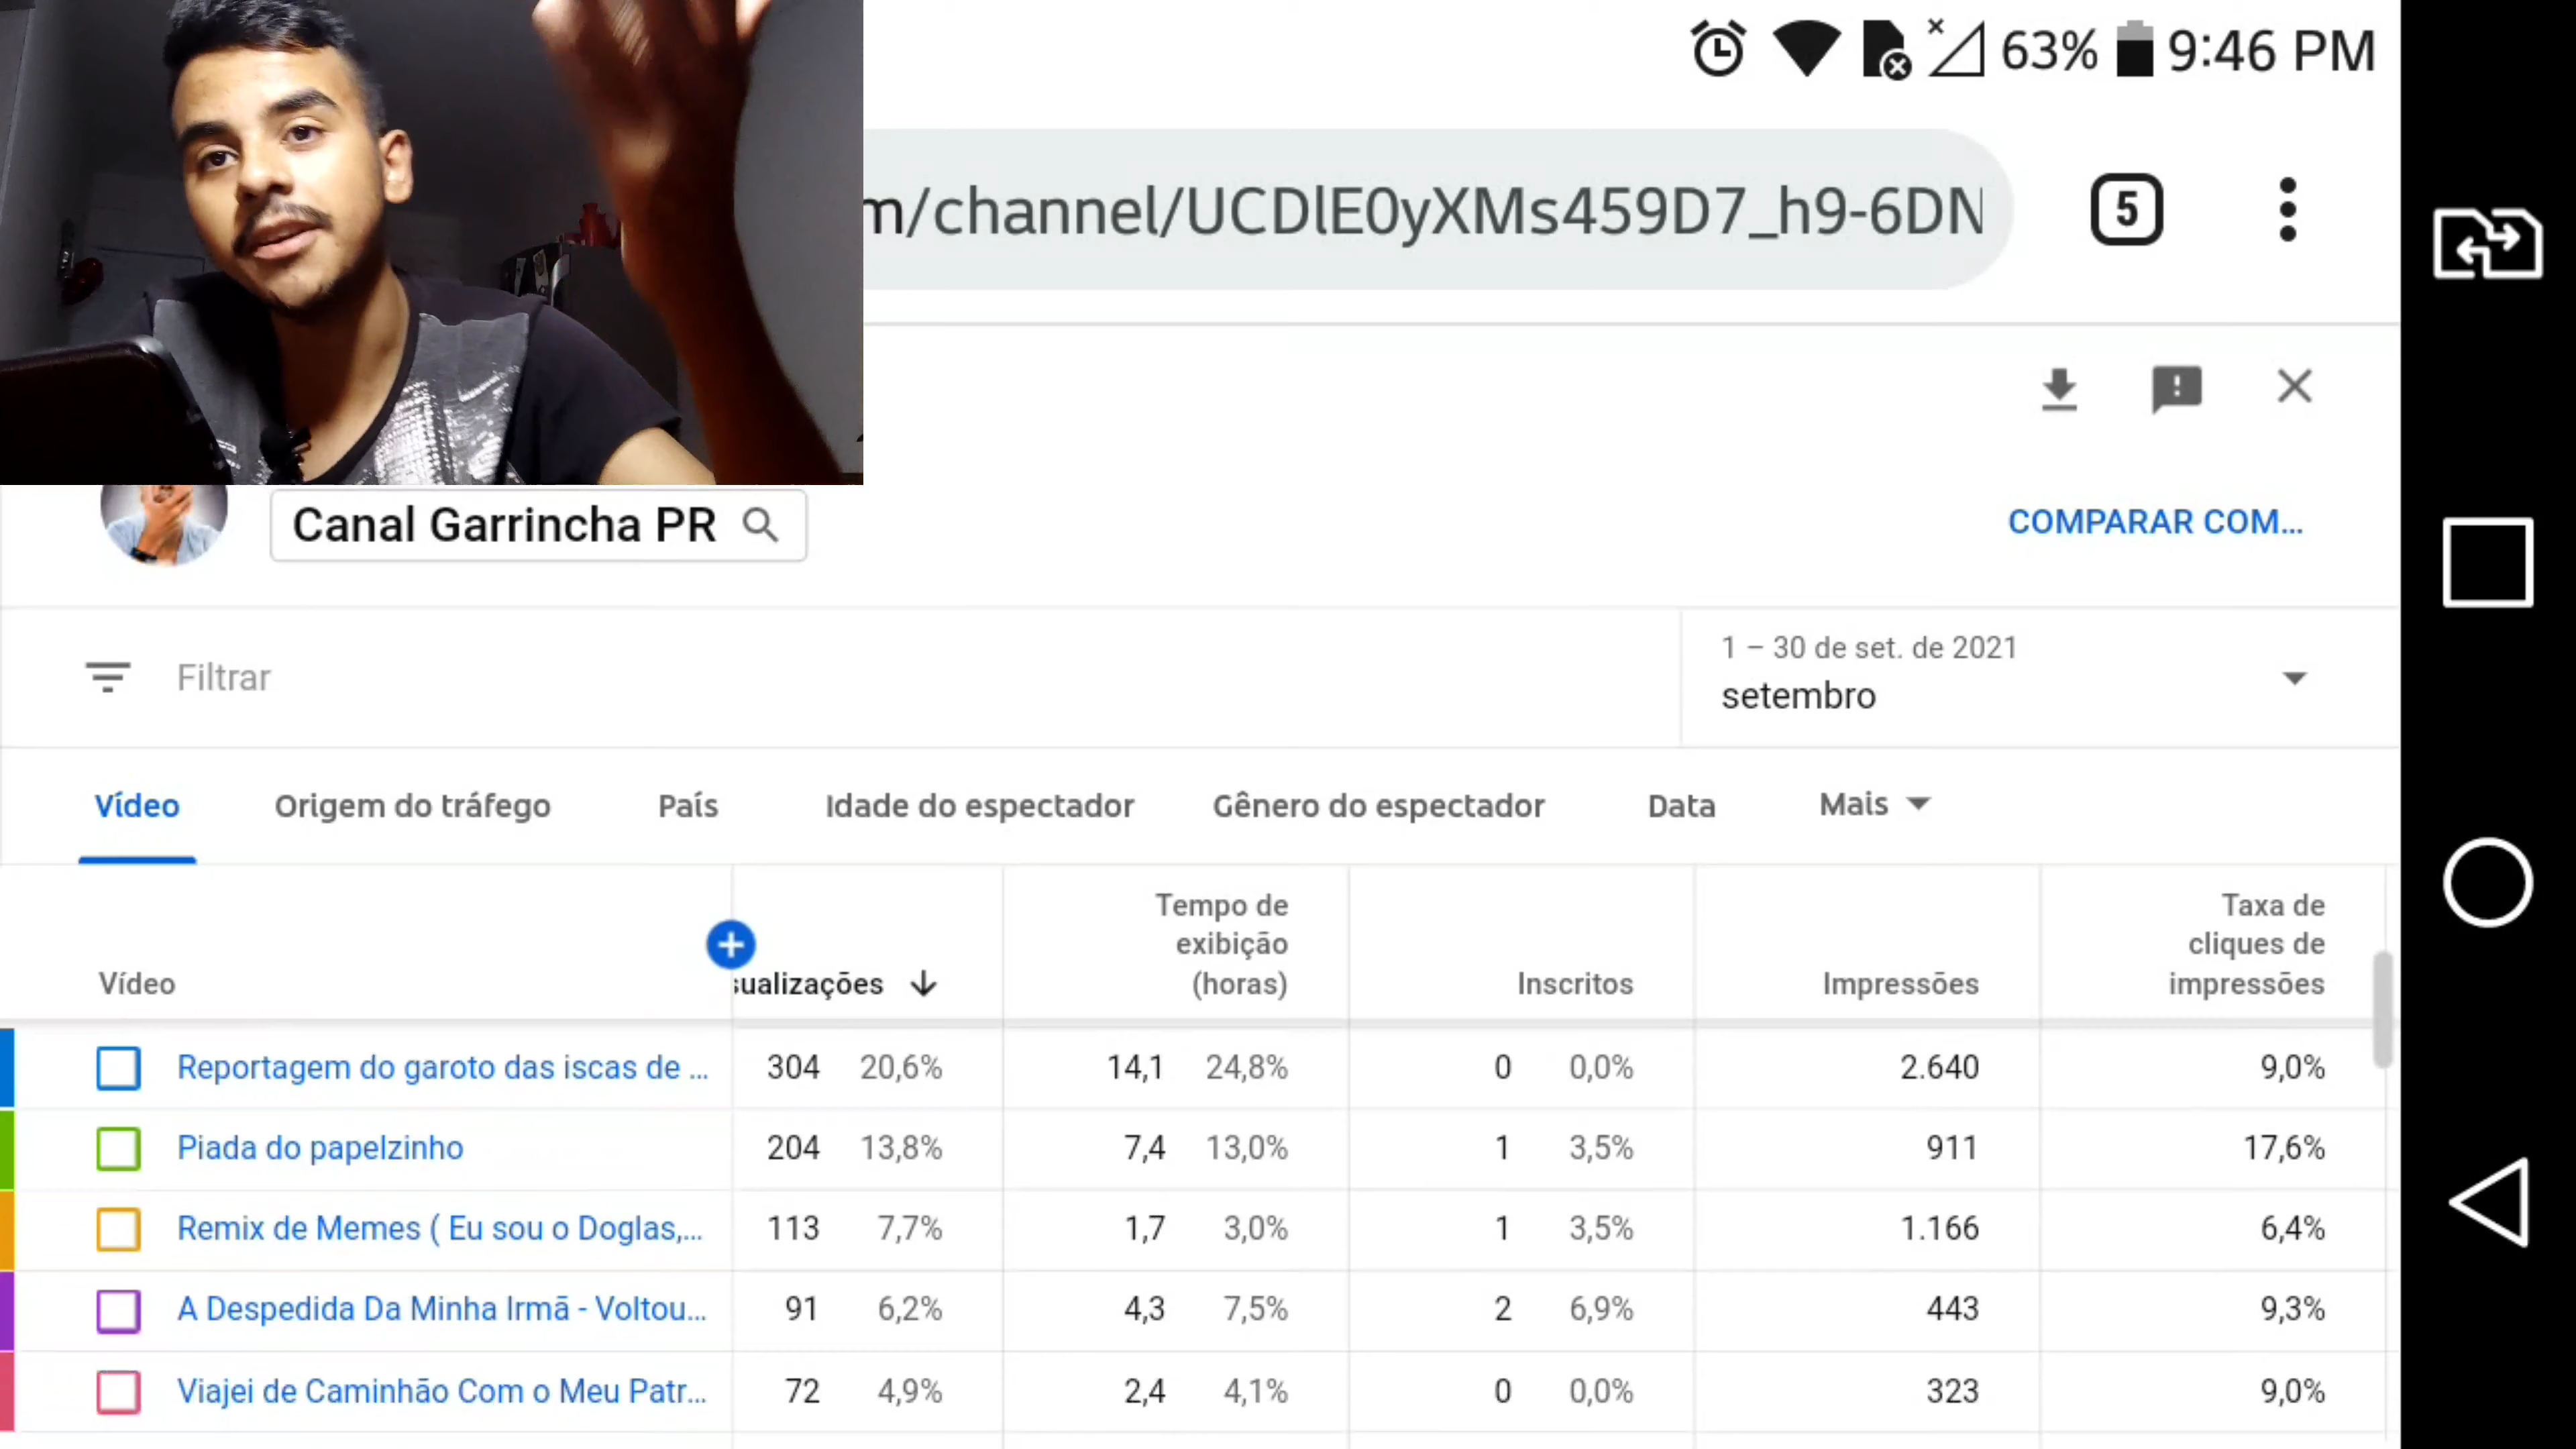 63% 9:46 PM
m/channel/UCDlE0yXMs459D7_h9-6DN
5
Canal Garrincha PR
COMPARAR COM...
Filtrar
1 – 30 de set. de 2021
setembro
Vídeo Origem do tráfego País Idade do espectador Gênero do espectador Data Mais
Vídeo
sualizações
Tempo de
exibição
(horas)
Inscritos
Impressões
Taxa de
cliques de
impressões
Reportagem do garoto das iscas de ... 304 20,6% 14,1 24,8% 0 0,0% 2.640 9,0%
Piada do papelzinho 204 13,8% 7,4 13,0% 1 3,5% 911 17,6%
Remix de Memes ( Eu sou o Doglas,... 113 7,7% 1,7 3,0% 1 3,5% 1.166 6,4%
A Despedida Da Minha Irmã - Voltou... 91 6,2% 4,3 7,5% 2 6,9% 443 9,3%
Viajei de Caminhão Com o Meu Patr... 72 4,9% 2,4 4,1% 0 0,0% 323 9,0%